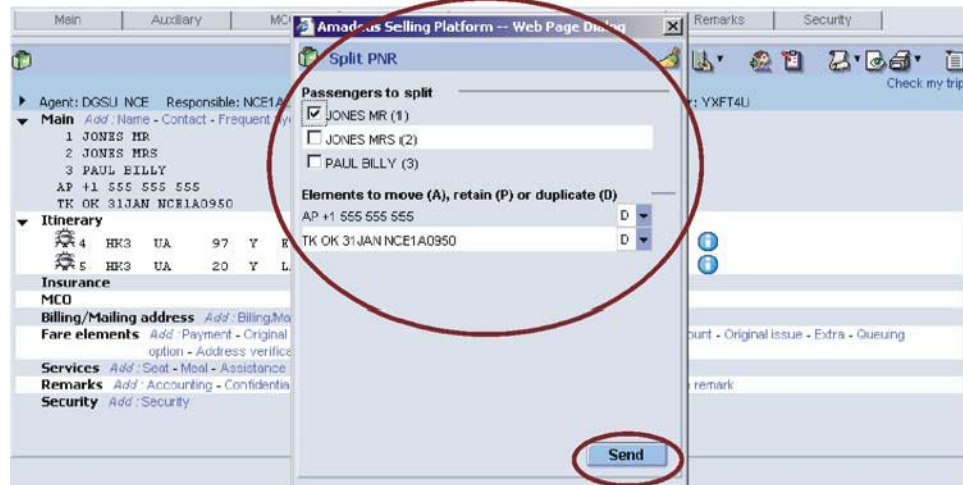 Main Auxiliary MC Remarks Security
Amadeus Selling Platform -- Web Page Dialog
Split PNR
Check my trip
Agent: DGSU NCE Responsible: NCE1A : YXFT4U
Main Add : Name - Contact - Frequent
1 JONES MR
2 JONES MRS
3 PAUL BILLY
AP +1 555 555 555
TK OK 31JAN NCE1A0950
Itinerary
4 HK3 UA 97 Y
5 HK3 UA 20 Y
Insurance
MCO
Billing/Mailing address Add :
Fare elements Add : Payment - Original
option - Address
- Original issue - Extra - Queuing
Services Add : Seat - Meal - Assistance
Remarks Add : Accounting -
remark
Security Add : Security
Passengers to split
JONES MR (1)
JONES MRS (2)
PAUL BILLY (3)
Elements to move (A), retain (P) or duplicate (D)
AP +1 555 555 555 D
TK OK 31JAN NCE1A0950 D
Send